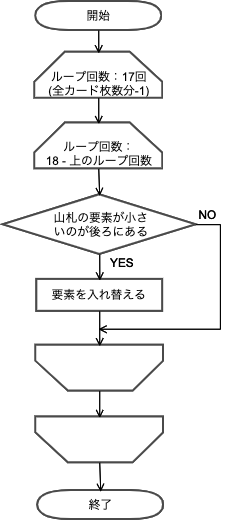 開始
ループ回数：17回
(全カード枚数分-1)
ループ回数：
18 - 上のループ回数
山札の要素が小さ
いのが後ろにある
NO
YES
要素を入れ替える
終了